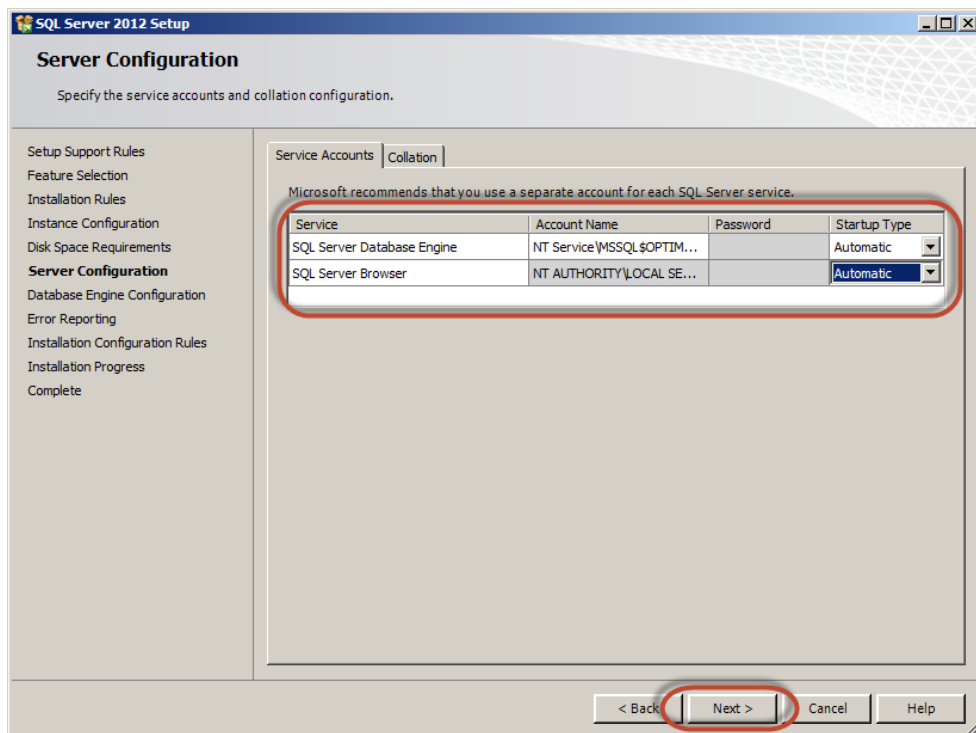 SQL Server 2012 Setup
Server Configuration
Specify the service accounts and collation configuration.
Setup Support Rules
Feature Selection
Installation Rules
Instance Configuration
Disk Space Requirements
Server Configuration
Database Engine Configuration
Error Reporting
Installation Configuration Rules
Installation Progress
Complete
Service Accounts Collation
Microsoft recommends that you use a separate account for each SQL Server service.
Service Account Name Password Startup Type
SQL Server Database Engine NT Service\MSSQL$OPTIM... Automatic
SQL Server Browser NT AUTHORITY\LOCAL SE... Automatic
< Back Next > Cancel Help